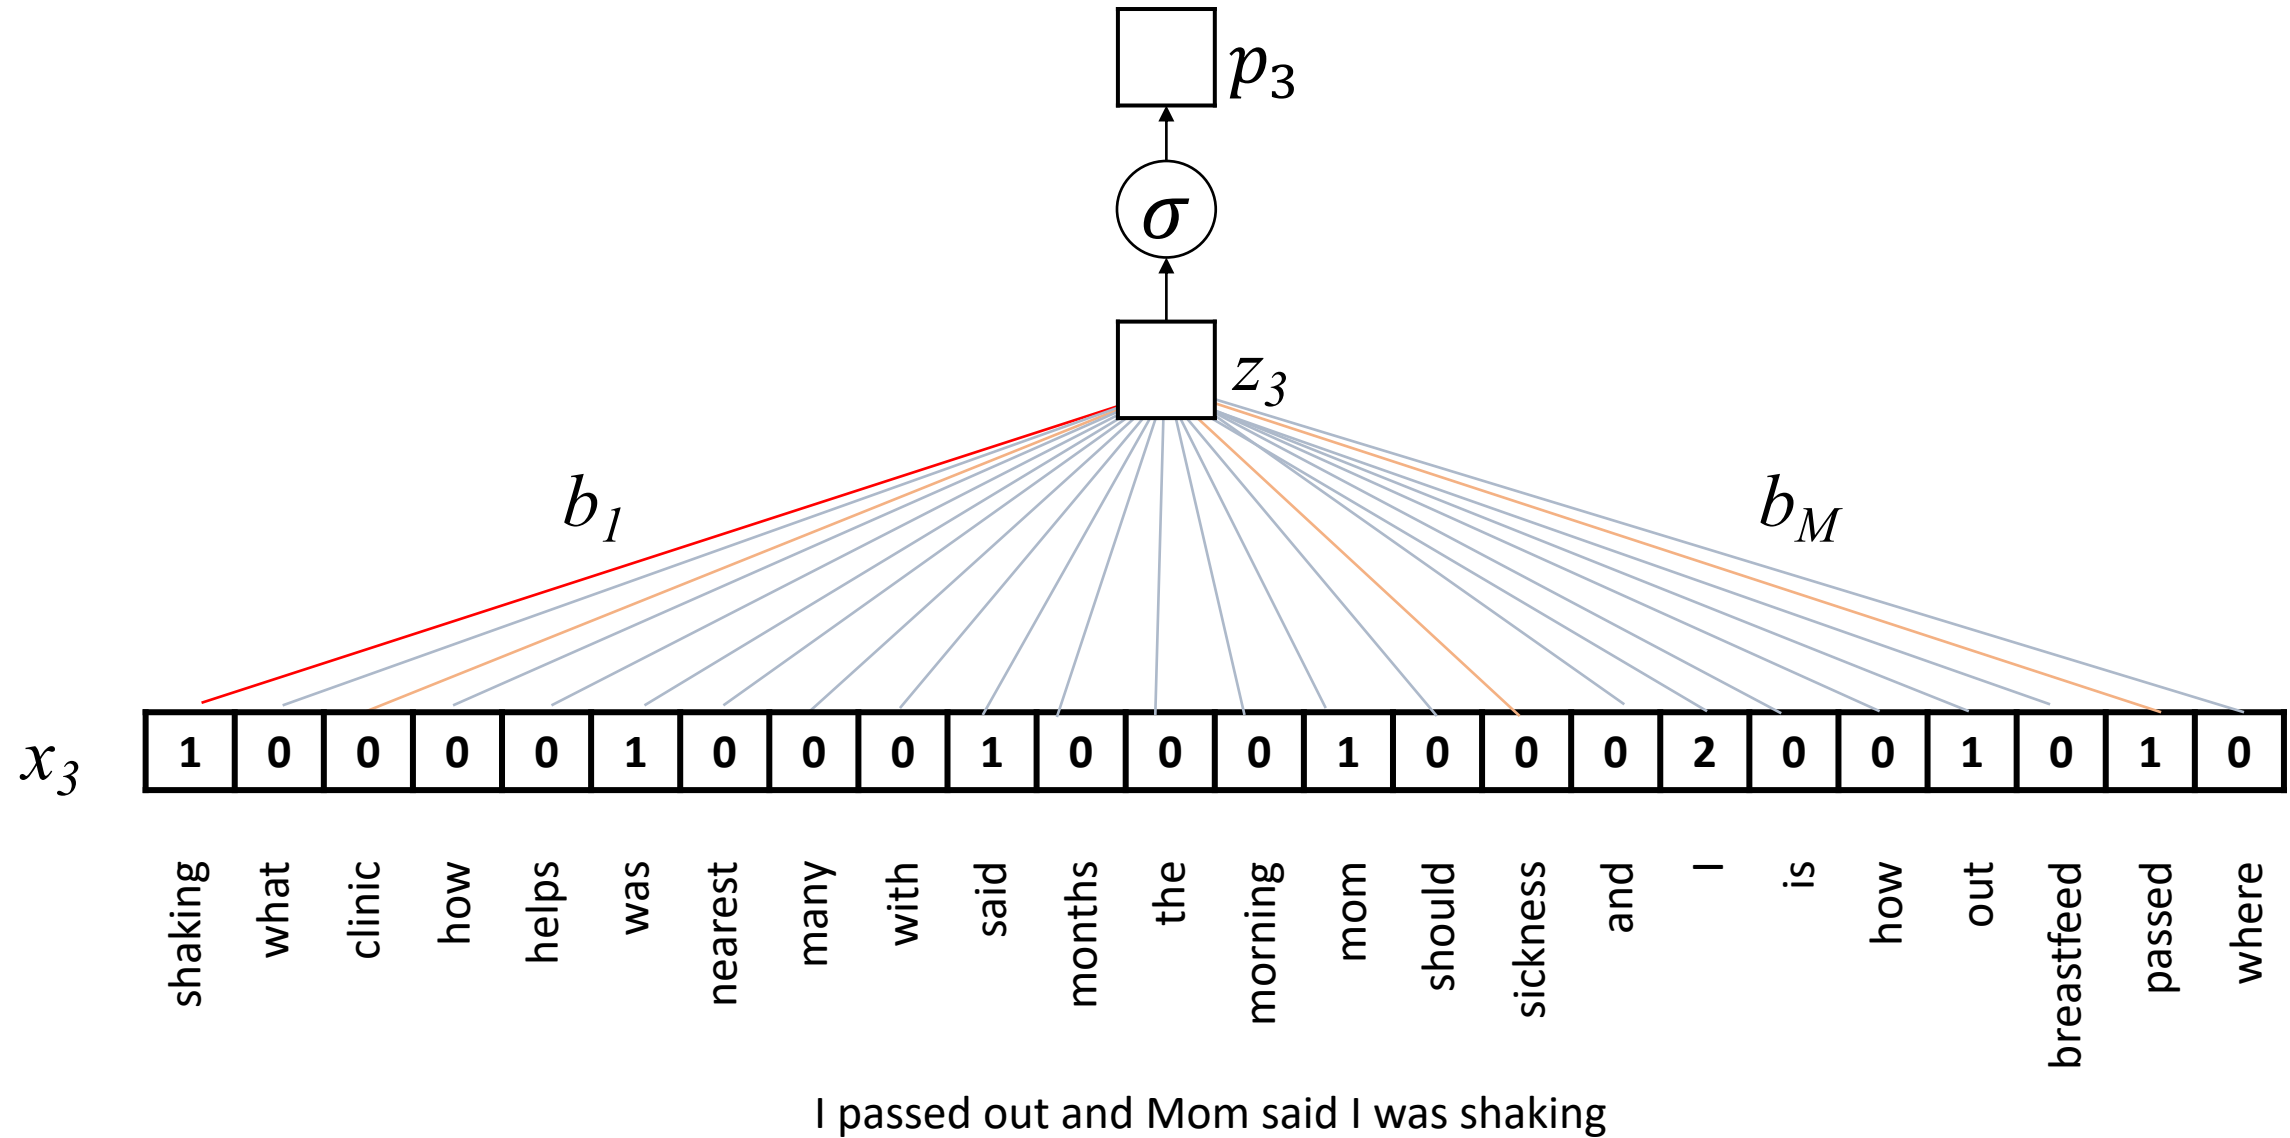 p₃
σ
z₃
b₁ b_M
x₃ 1 0 0 0 0 1 0 0 0 1 0 0 0 1 0 0 0 2 0 0 1 0 1 0
shaking what clinic how helps was nearest many with said months the morning mom should sickness and I is how out breastfeed passed where
I passed out and Mom said I was shaking